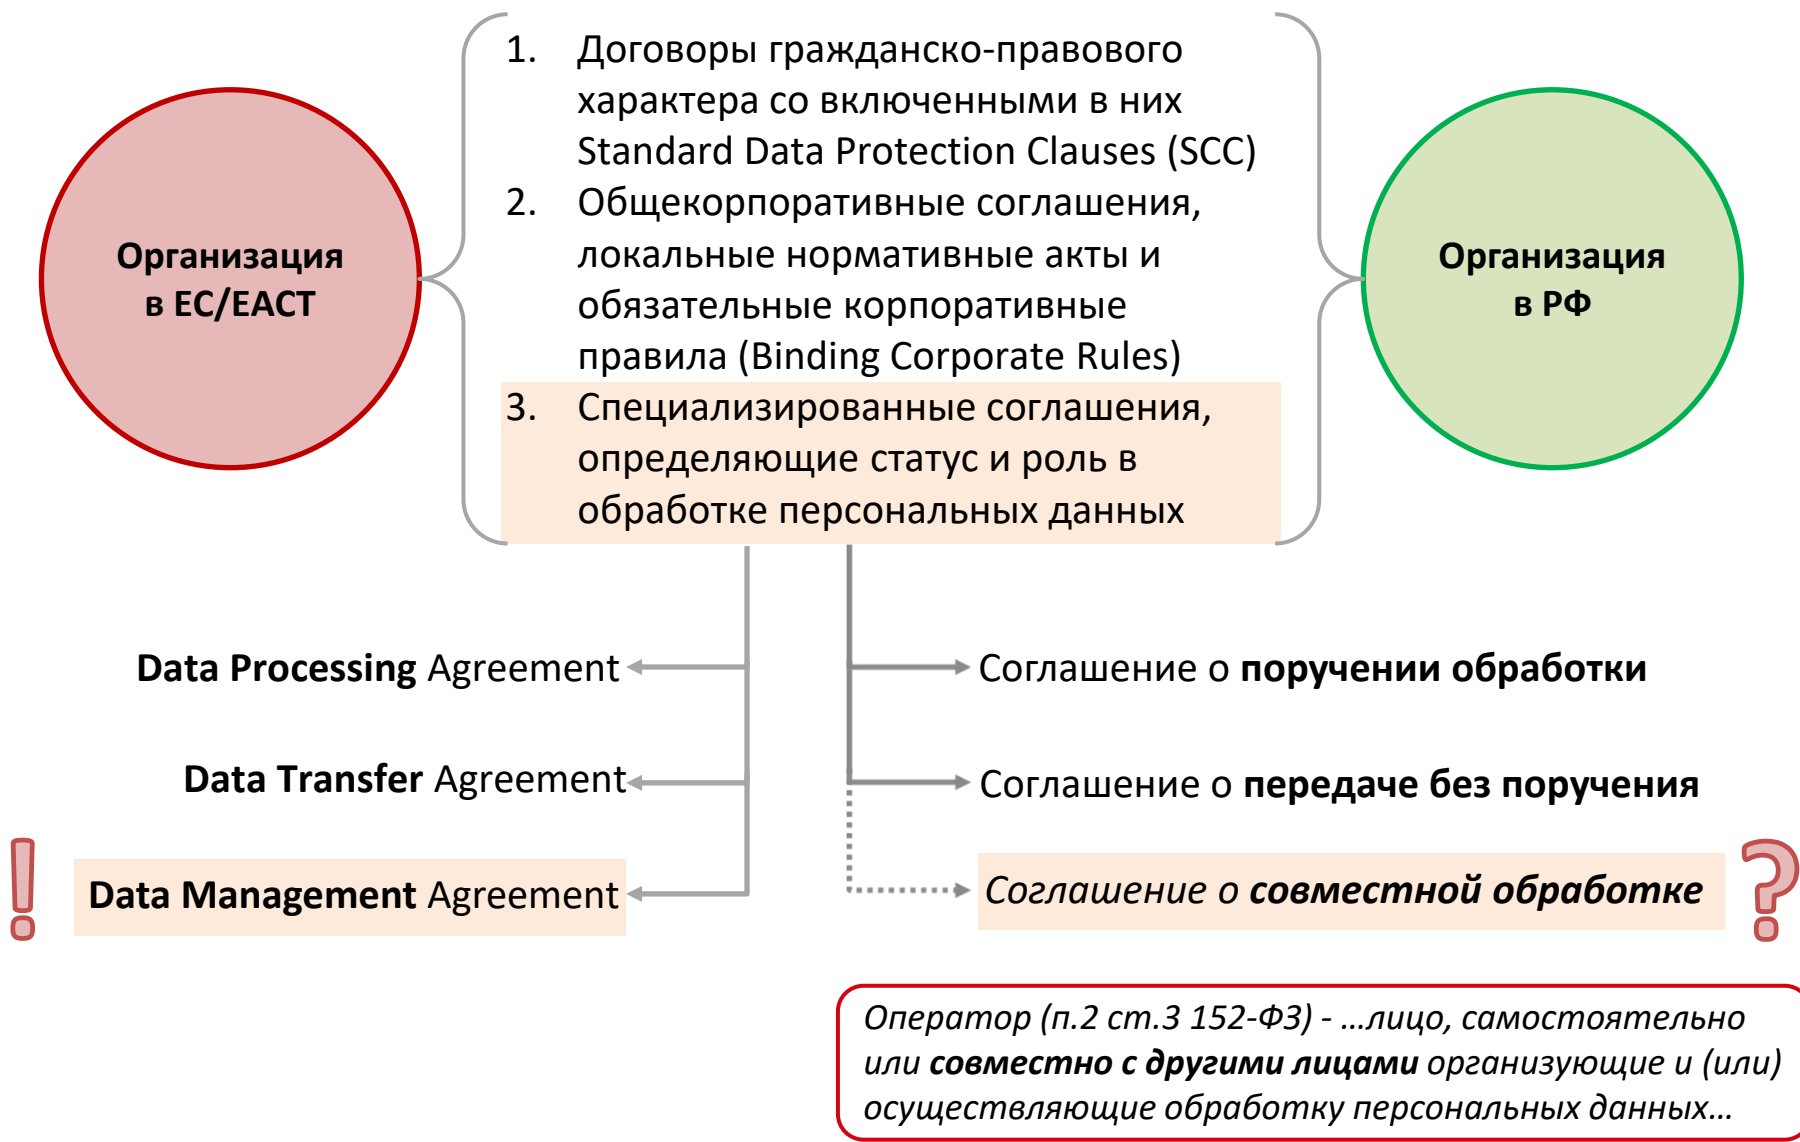 Организация
в ЕС/ЕАСТ
1. Договоры гражданско-правового
характера со включенными в них
Standard Data Protection Clauses (SCC)
2. Общекорпоративные соглашения,
локальные нормативные акты и
обязательные корпоративные
правила (Binding Corporate Rules)
3. Специализированные соглашения,
определяющие статус и роль в
обработке персональных данных
Организация
в РФ
Data Processing Agreement
Соглашение о поручении обработки
Data Transfer Agreement
Соглашение о передаче без поручения
!
Data Management Agreement
Соглашение о совместной обработке
?
Оператор (п.2 ст.3 152-ФЗ) - ...лицо, самостоятельно
или совместно с другими лицами организующие и (или)
осуществляющие обработку персональных данных...